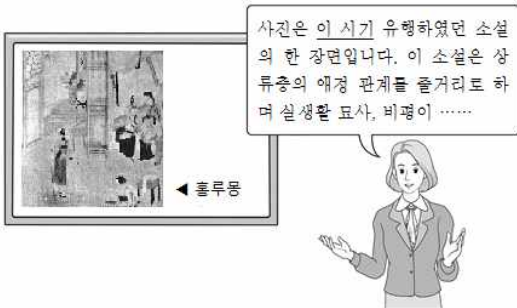 사진은 이 시기 유행하였던 소설
의 한 장면입니다. 이 소설은 상
류층의 애정 관계를 줄거리로 하
며 실생활 묘사, 비평이 ……
◀ 홍루몽